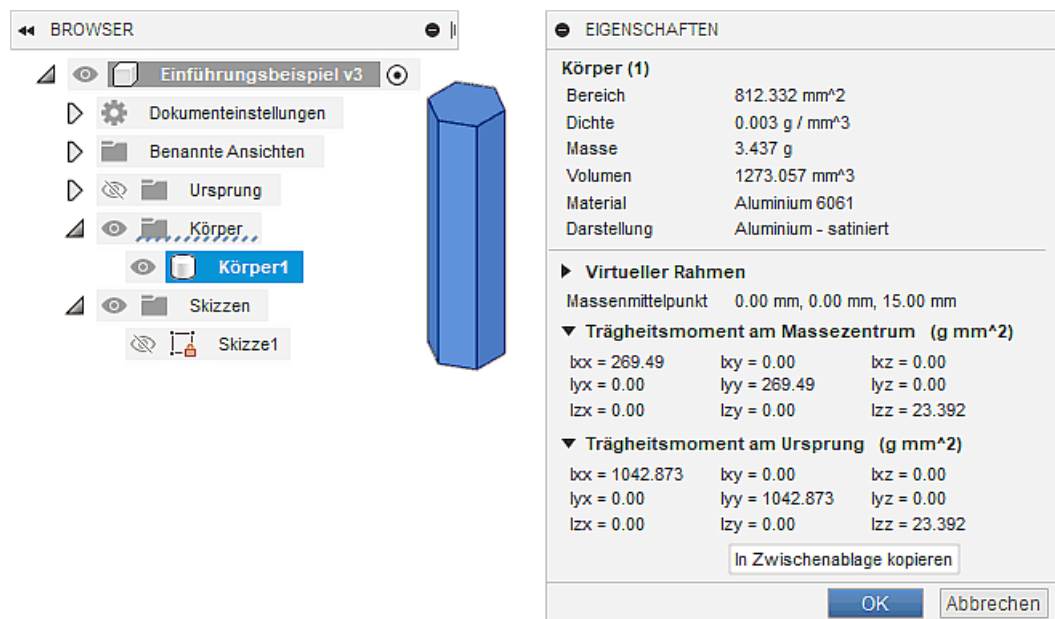 BROWSER
Einführungsbeispiel v3
Dokumenteinstellungen
Benannte Ansichten
Ursprung
Körper
Körper1
Skizzen
Skizze1
EIGENSCHAFTEN
Körper (1)
Bereich 812.332 mm^2
Dichte 0.003 g / mm^3
Masse 3.437 g
Volumen 1273.057 mm^3
Material Aluminium 6061
Darstellung Aluminium - satiniert
Virtueller Rahmen
Massenmittelpunkt 0.00 mm, 0.00 mm, 15.00 mm
Trägheitsmoment am Massezentrum (g mm^2)
Ixx = 269.49 Ixy = 0.00 Ixz = 0.00
Iyx = 0.00 Iyy = 269.49 Iyz = 0.00
Izx = 0.00 Izy = 0.00 Izz = 23.392
Trägheitsmoment am Ursprung (g mm^2)
Ixx = 1042.873 Ixy = 0.00 Ixz = 0.00
Iyx = 0.00 Iyy = 1042.873 Iyz = 0.00
Izx = 0.00 Izy = 0.00 Izz = 23.392
In Zwischenablage kopieren
OK Abbrechen